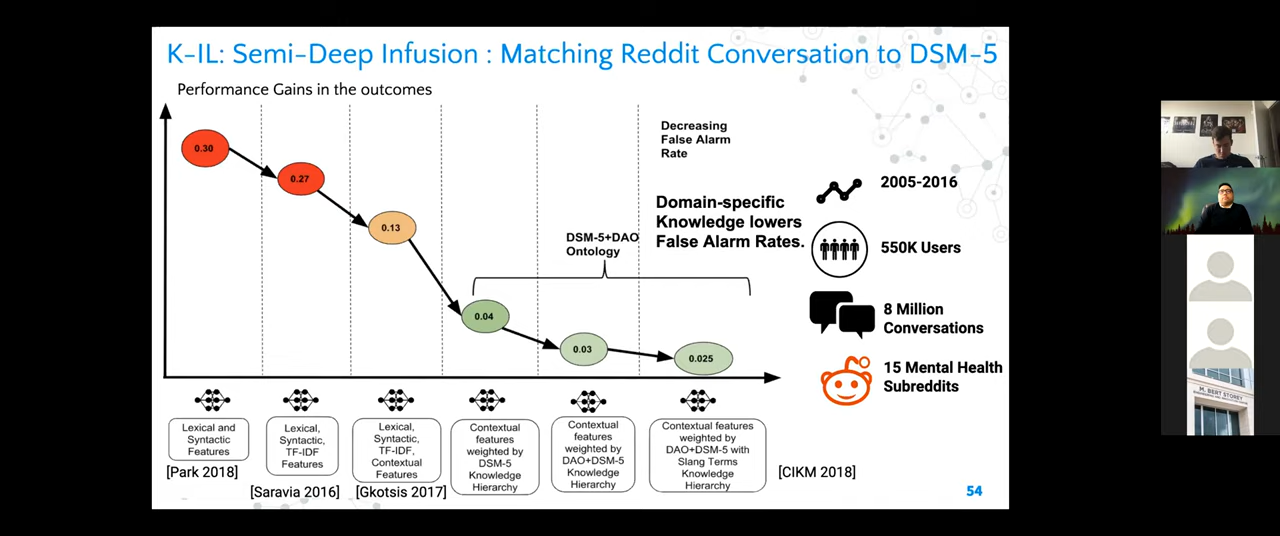 K-IL: Semi-Deep Infusion : Matching Reddit Conversation to DSM-5
Performance Gains in the outcomes
0.30
0.27
0.13
0.04
0.03
0.025
DSM-5+DAO
Ontology
Decreasing
False Alarm
Rate
Domain-specific
Knowledge lowers
False Alarm Rates.
2005-2016
550K Users
8 Million
Conversations
15 Mental Health
Subreddits
Lexical and
Syntactic
Features
[Park 2018]
Lexical,
Syntactic,
TF-IDF
Features
[Saravia 2016]
Lexical,
Syntactic,
TF-IDF,
Contextual
Features
[Gkotsis 2017]
Contextual
features
weighted by
DSM-5
Knowledge
Hierarchy
Contextual
features
weighted by
DAO+DSM-5
Knowledge
Hierarchy
Contextual features
weighted by
DAO+DSM-5 with
Slang Terms
Knowledge
Hierarchy
[CIKM 2018]
54
M. BERT STOREY